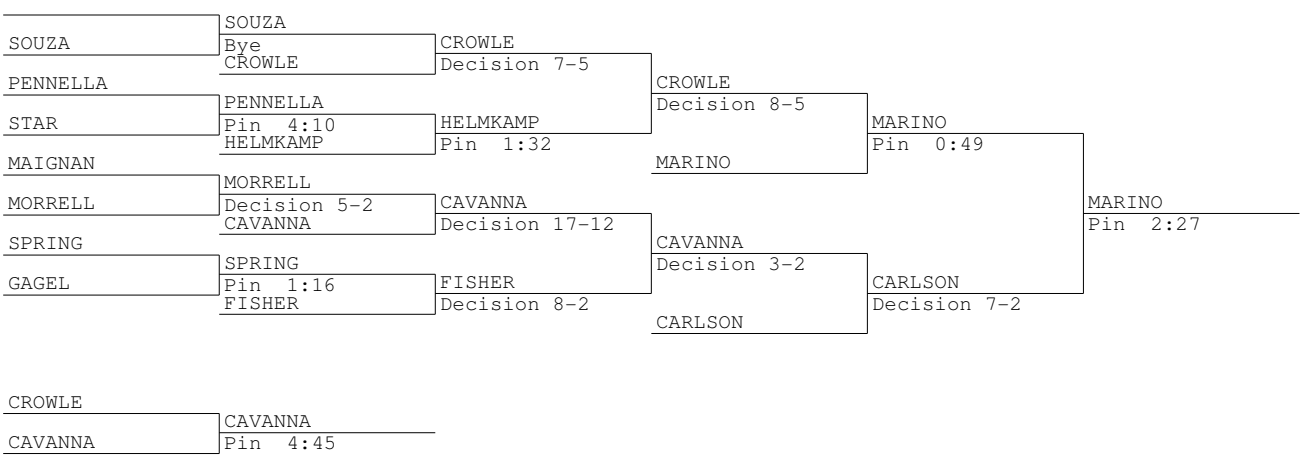 SOUZA
SOUZA
Bye
CROWLE
CROWLE
Decision 7-5
PENNELLA
CROWLE
Decision 8-5
PENNELLA
STAR
Pin 4:10
HELMKAMP
HELMKAMP
Pin 1:32
MARINO
Pin 0:49
MAIGNAN
MARINO
MORRELL
MORRELL
Decision 5-2
CAVANNA
CAVANNA
Decision 17-12
MARINO
Pin 2:27
SPRING
CAVANNA
Decision 3-2
SPRING
GAGEL
Pin 1:16
FISHER
FISHER
Decision 8-2
CARLSON
Decision 7-2
CARLSON
CROWLE
CAVANNA
CAVANNA
Pin 4:45